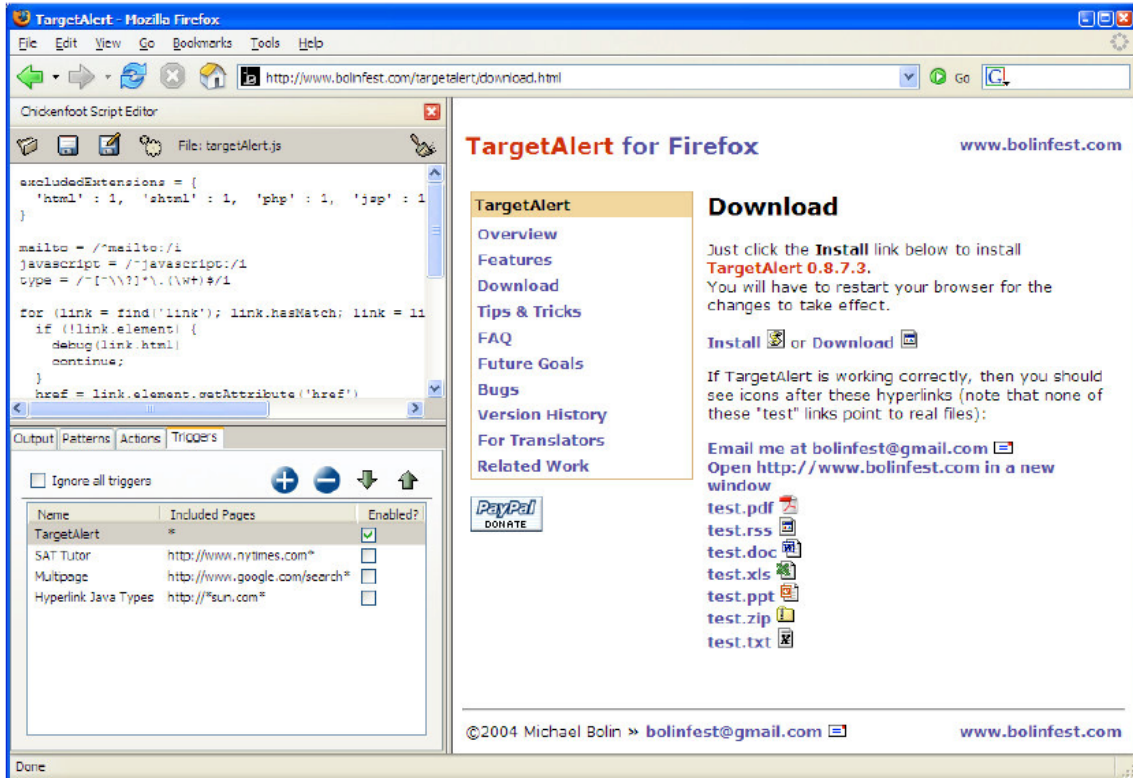 TargetAlert - Mozilla Firefox
File Edit View Go Bookmarks Tools Help
http://www.bolinfest.com/targetalert/download.html
Go
G
Chickenfoot Script Editor
File: targetAlert.js
excludedExtensions = {
'html' : 1, 'shtml' : 1, 'php' : 1, 'jsp' : 1
}
mailto = /^mailto:/i
javascript = /^javascript:/i
type = /^[^\\?]*\.(\w+)$/i
for (link = find('link'); link.hasMatch; link = li
if (!link.element) {
debug(link.html)
continue;
}
href = link.element.getAttribute('href')
Output Patterns Actions Triggers
Ignore all triggers
Name Included Pages Enabled?
TargetAlert *
SAT Tutor http://www.nytimes.com*
Multipage http://www.google.com/search*
Hyperlink Java Types http://*sun.com*
TargetAlert for Firefox
www.bolinfest.com
TargetAlert
Overview
Features
Download
Tips & Tricks
FAQ
Future Goals
Bugs
Version History
For Translators
Related Work
PayPal
DONATE
Download
Just click the Install link below to install
TargetAlert 0.8.7.3.
You will have to restart your browser for the
changes to take effect.
Install or Download
If TargetAlert is working correctly, then you should
see icons after these hyperlinks (note that none of
these "test" links point to real files):
Email me at bolinfest@gmail.com
Open http://www.bolinfest.com in a new
window
test.pdf
test.rss
test.doc
test.xls
test.ppt
test.zip
test.txt
©2004 Michael Bolin » bolinfest@gmail.com
www.bolinfest.com
Done